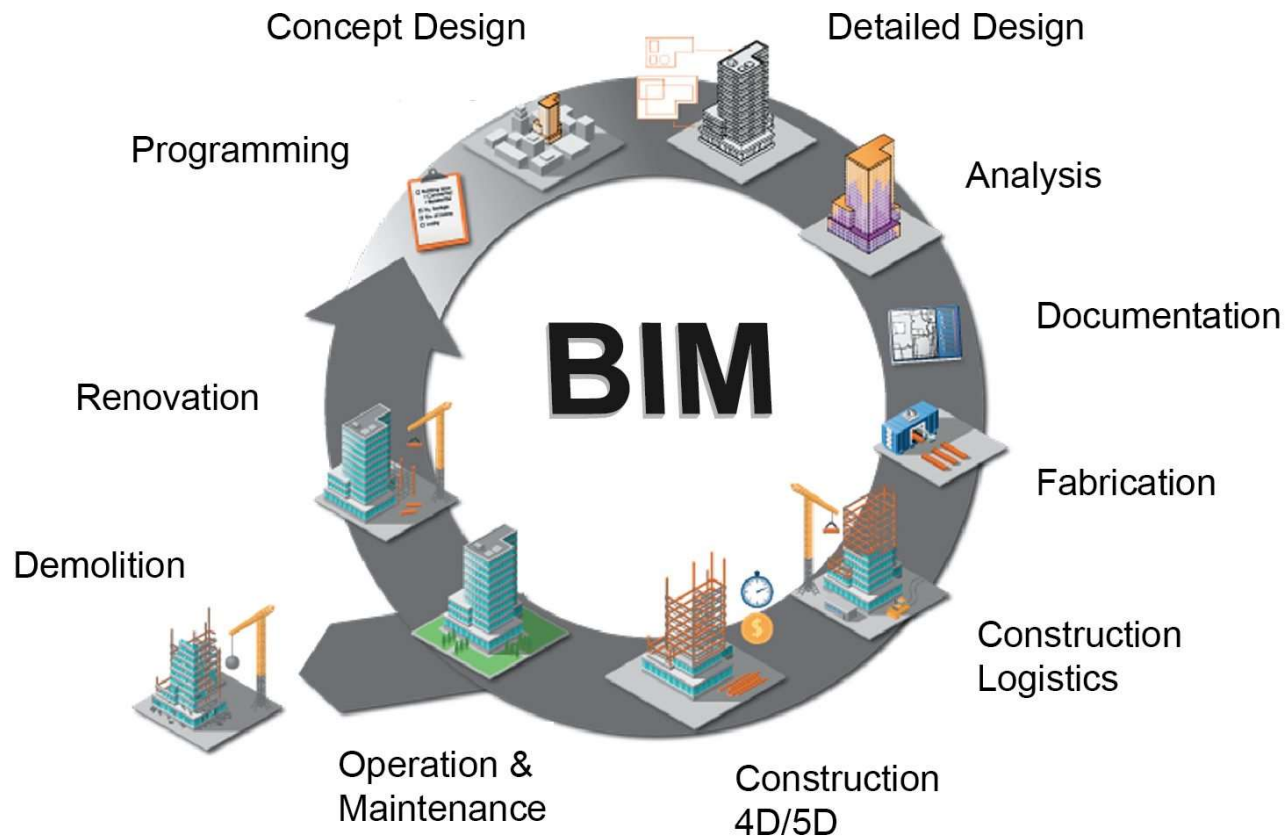 Concept Design
Detailed Design
Programming
Analysis
Documentation
BIM
Renovation
Fabrication
Demolition
Construction
Logistics
Operation &
Maintenance
Construction
4D/5D
$